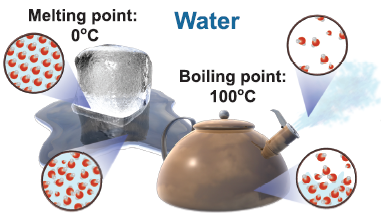 Water
Melting point:
0°C
Boiling point:
100°C